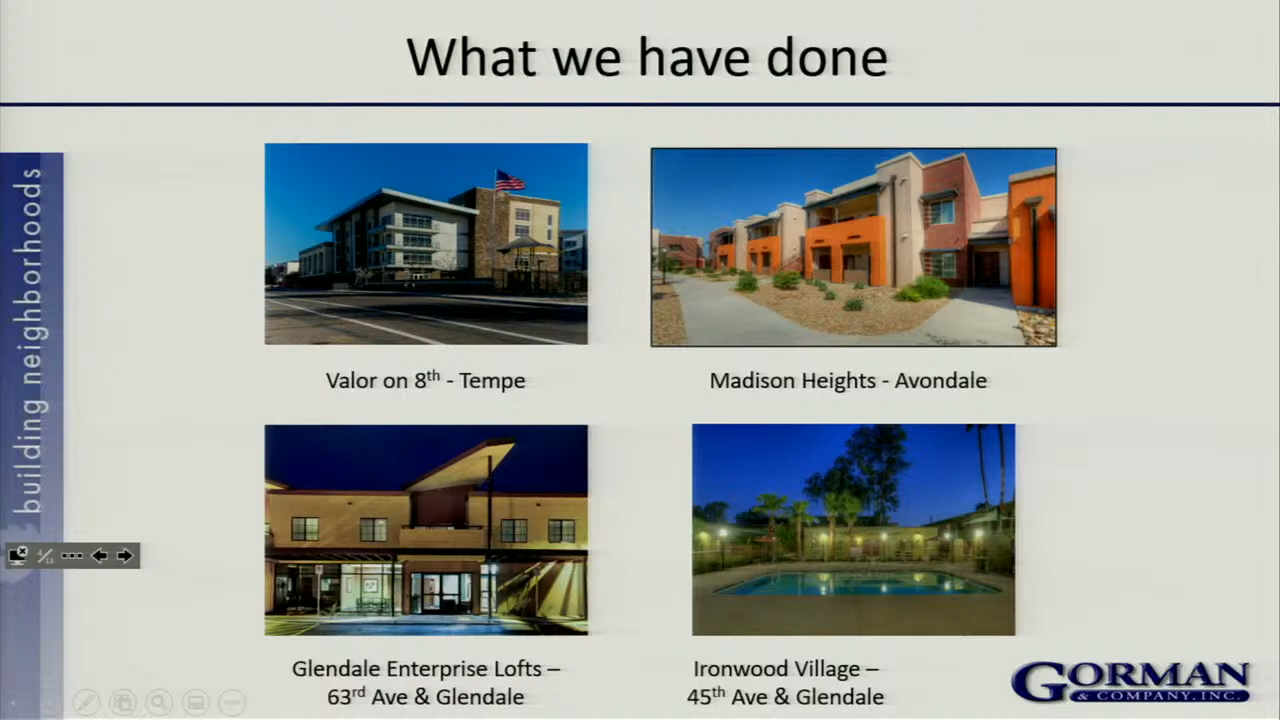 What we have done
building neighborhoods
Valor on 8th - Tempe
Madison Heights - Avondale
Glendale Enterprise Lofts –
63rd Ave & Glendale
Ironwood Village –
45th Ave & Glendale
GORMAN
& COMPANY, INC.